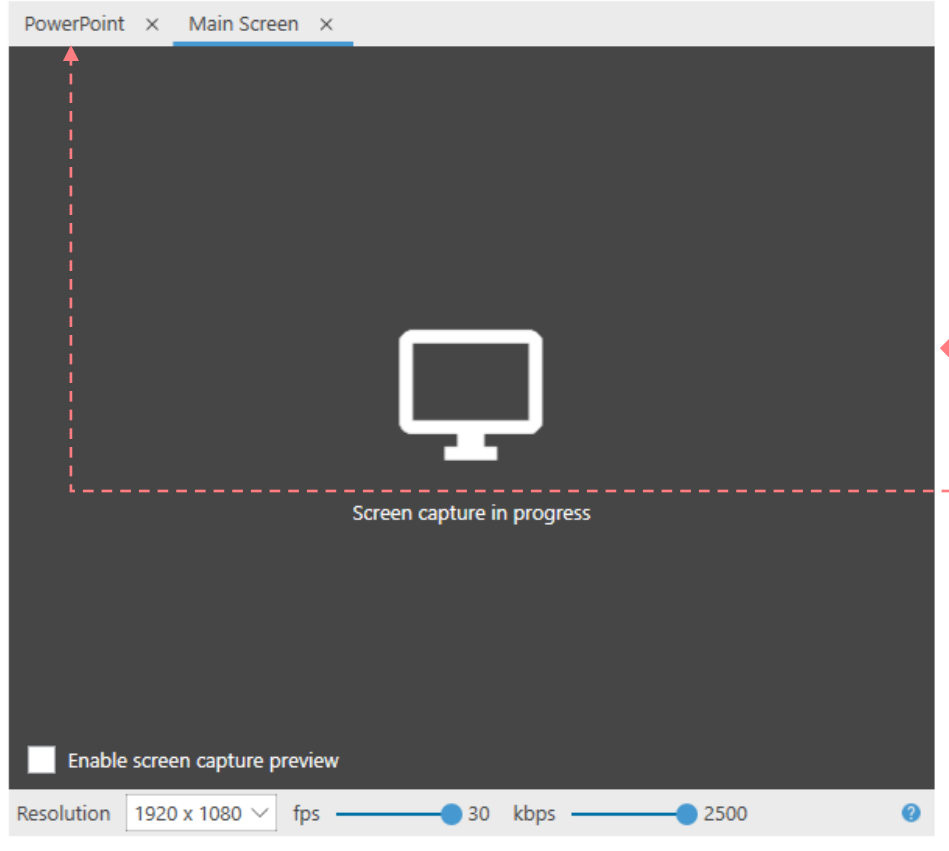 PowerPoint Main Screen
Screen capture in progress
Enable screen capture preview
Resolution 1920 x 1080 fps 30 kbps 2500 ?